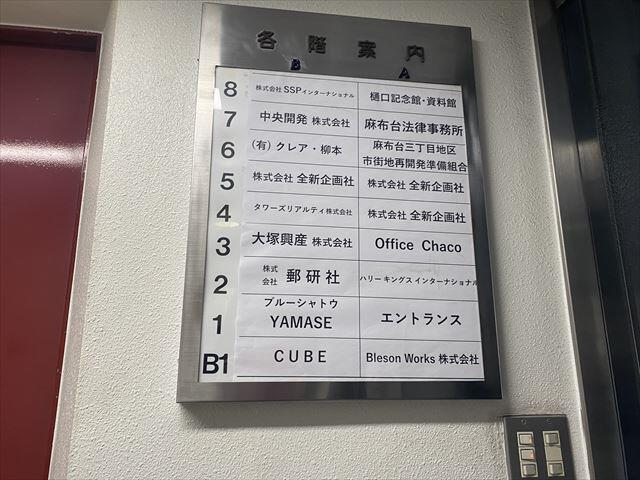 各階案内
B A
8 株式会社 SSPインターナショナル 樋口記念館・資料館
7 中央開発 株式会社 麻布台法律事務所
6 (有) クレア・柳本 麻布台三丁目地区
市街地再開発準備組合
5 株式会社 全新企画社 株式会社 全新企画社
4 タワーズリアルティ株式会社 株式会社 全新企画社
3 大塚興産 株式会社 Office Chaco
2 株式会社 郵研社 ハリー キングス インターナショナル
ブルーシャトウ
1 YAMASE エントランス
B1 CUBE Bleson Works 株式会社